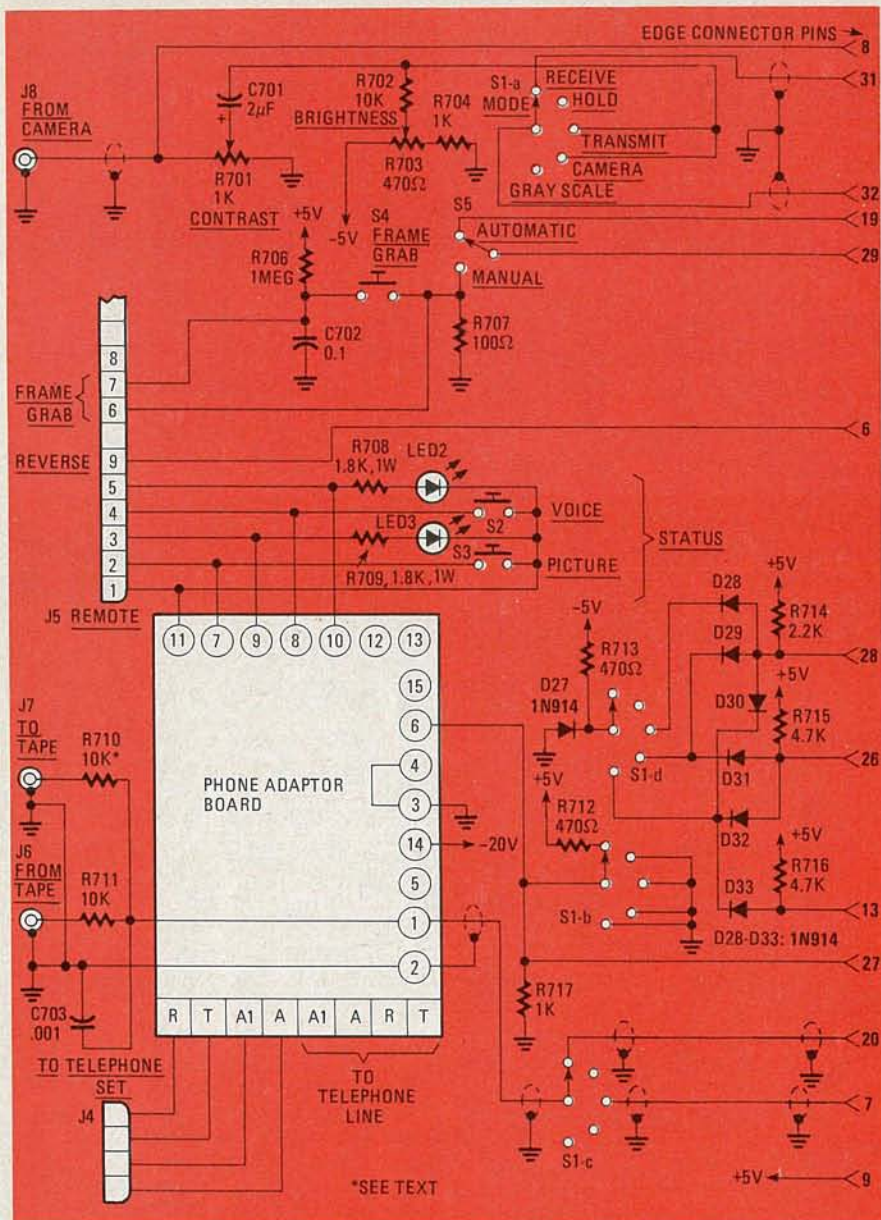 EDGE CONNECTOR PINS
8
J8
FROM
CAMERA
C701
2μF
+
R702
10K
BRIGHTNESS
R704
1K
S1-a
MODE
RECEIVE
HOLD
31
TRANSMIT
CAMERA
GRAY SCALE
R701
1K
CONTRAST
R703
470Ω
-5V
32
S5
19
AUTOMATIC
29
MANUAL
+5V
R706
1MEG
S4
FRAME
GRAB
C702
0.1
R707
100Ω
8
7
FRAME
GRAB
6
REVERSE
9
6
5
R708
1.8K, 1W
LED2
4
S2
VOICE
3
LED3
STATUS
2
S3
PICTURE
1
R709, 1.8K, 1W
J5 REMOTE
11
7
9
8
10
12
13
15
6
4
3
14
-20V
5
1
2
PHONE ADAPTOR
BOARD
J7
TO
TAPE
R710
10K*
J6
FROM
TAPE
R711
10K
C703
.001
R
T
A1
A
A1
A
R
T
TO TELEPHONE
SET
J4
TO
TELEPHONE
LINE
*SEE TEXT
-5V
R713
470Ω
D27
1N914
S1-d
D28
+5V
R714
2.2K
D29
28
D30
+5V
R715
4.7K
D31
26
+5V
R712
470Ω
D32
+5V
R716
4.7K
D33
13
S1-b
D28-D33: 1N914
27
R717
1K
20
7
S1-c
+5V
9